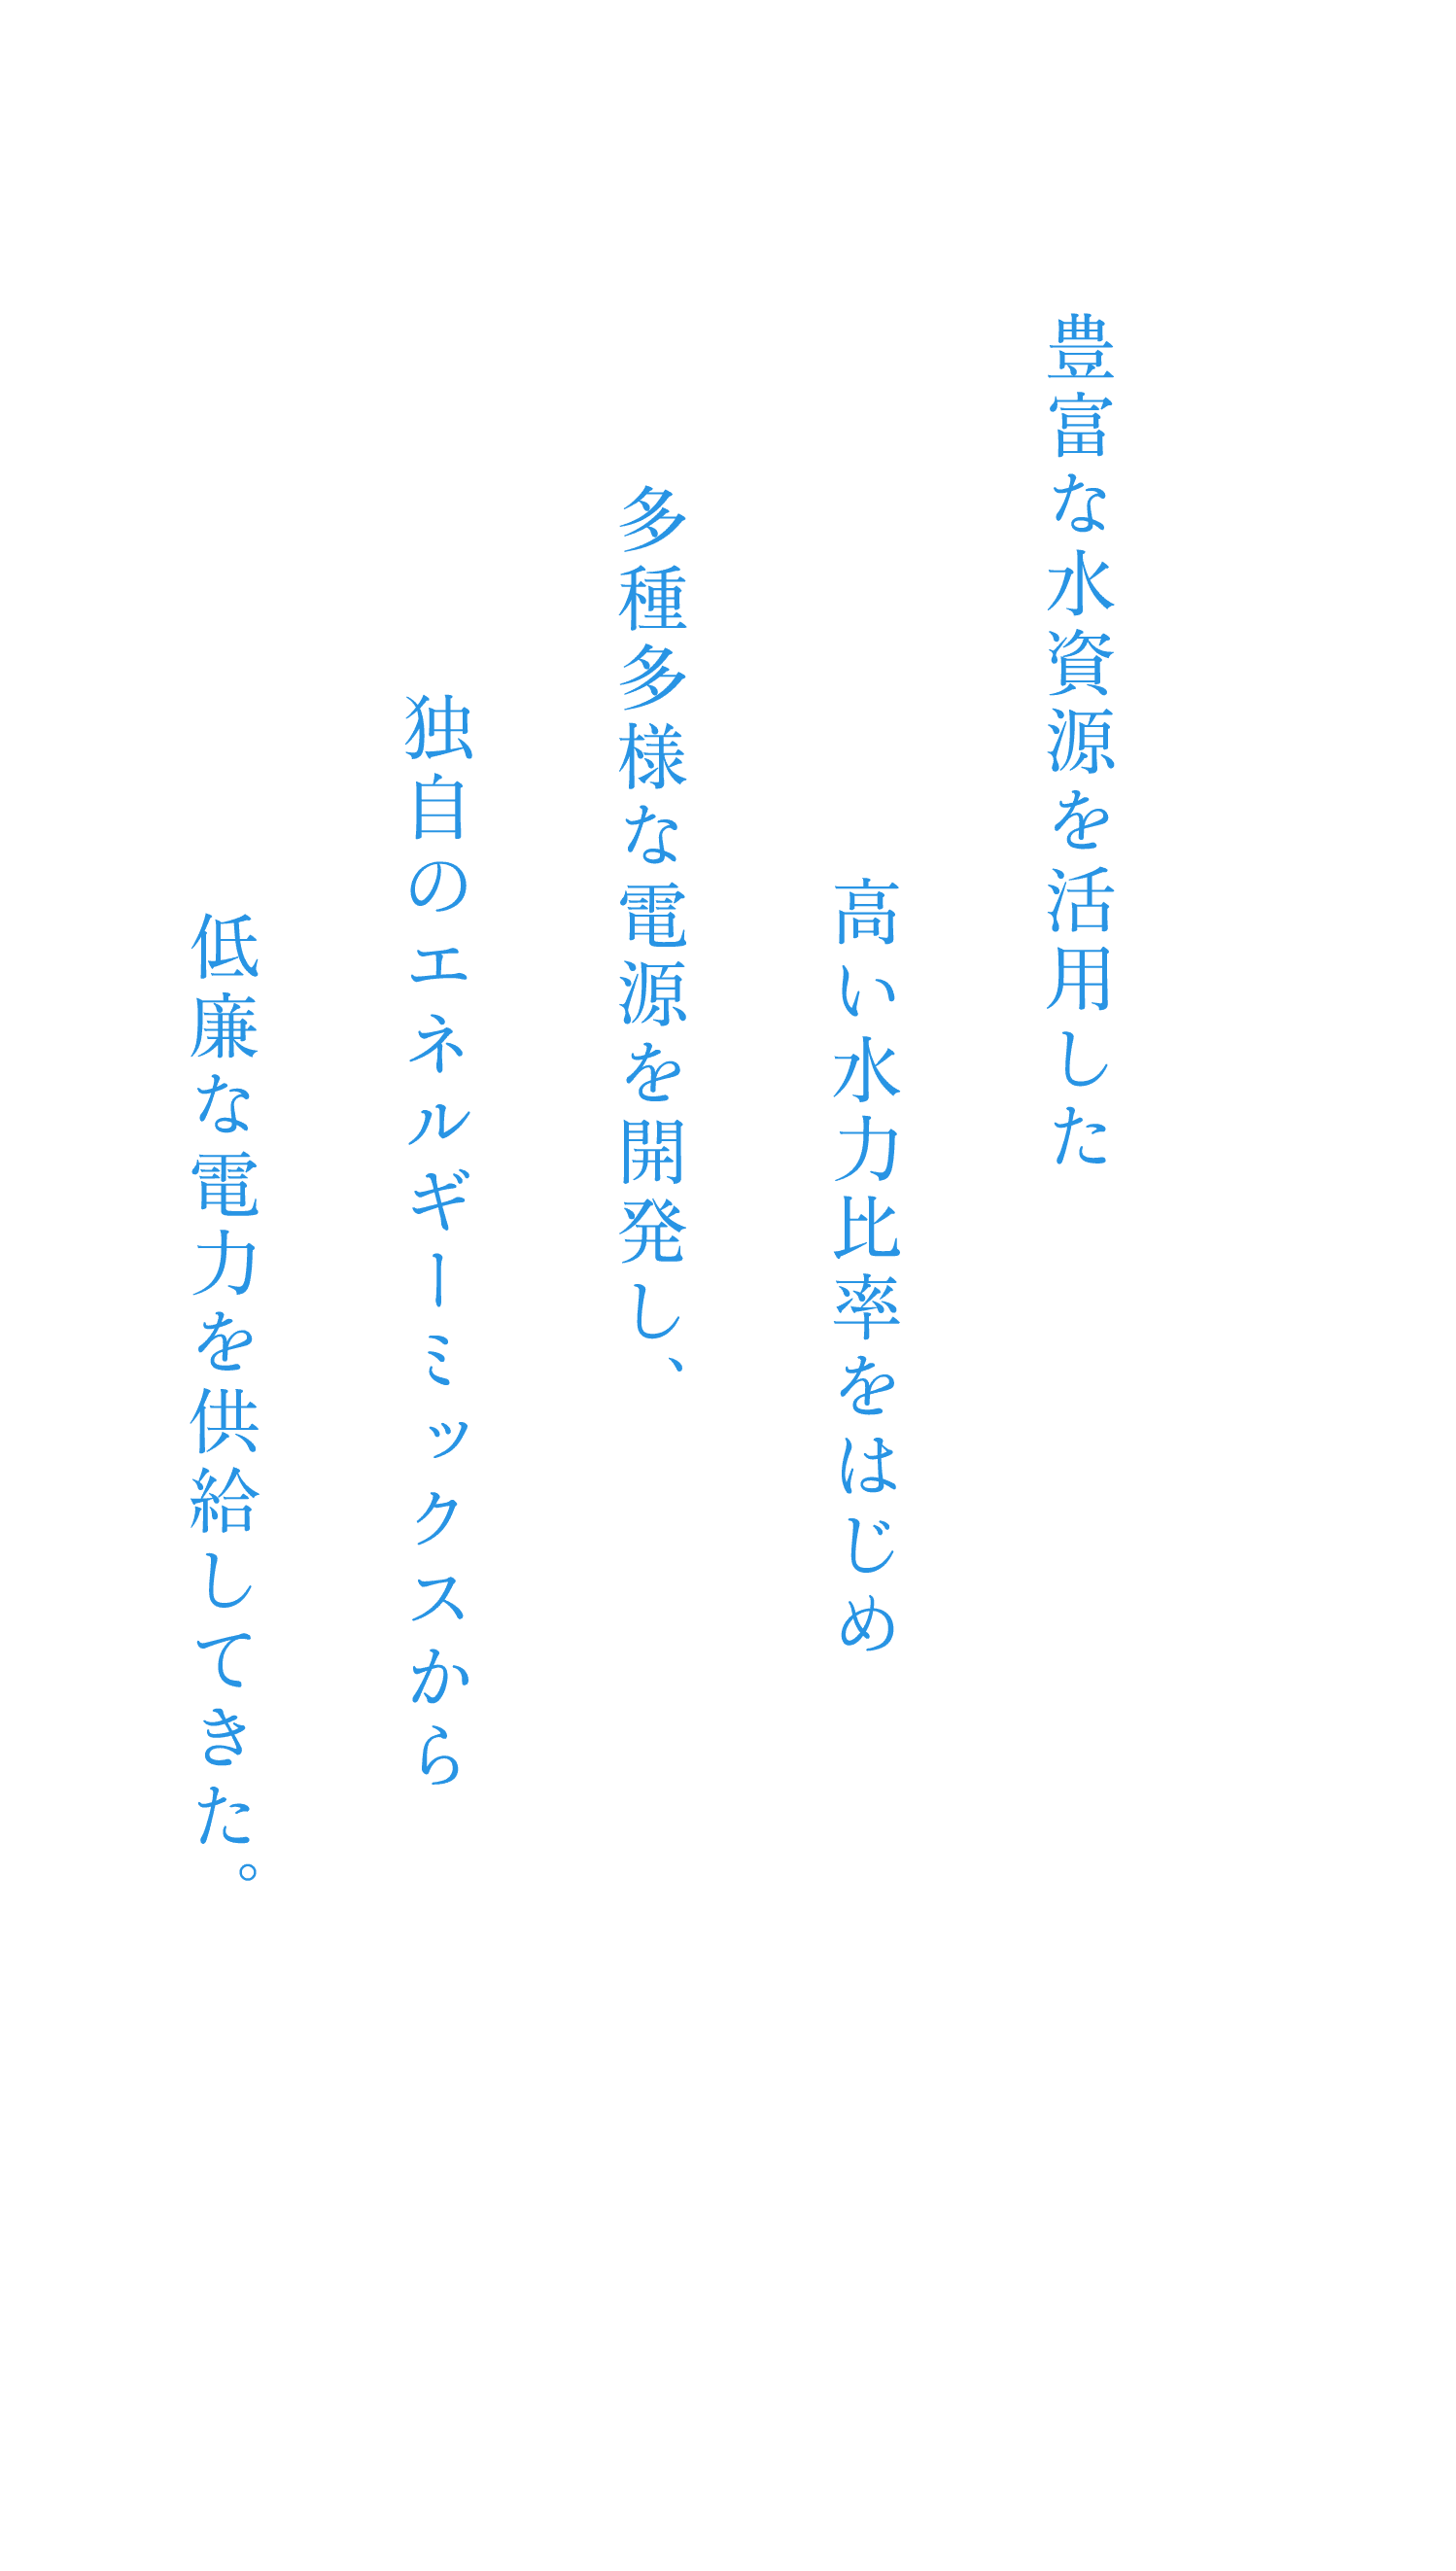 豊富な水資源を活用した
高い水力比率をはじめ
多種多様な電源を開発し、
独自のエネルギーミックスから
低廉な電力を供給してきた。